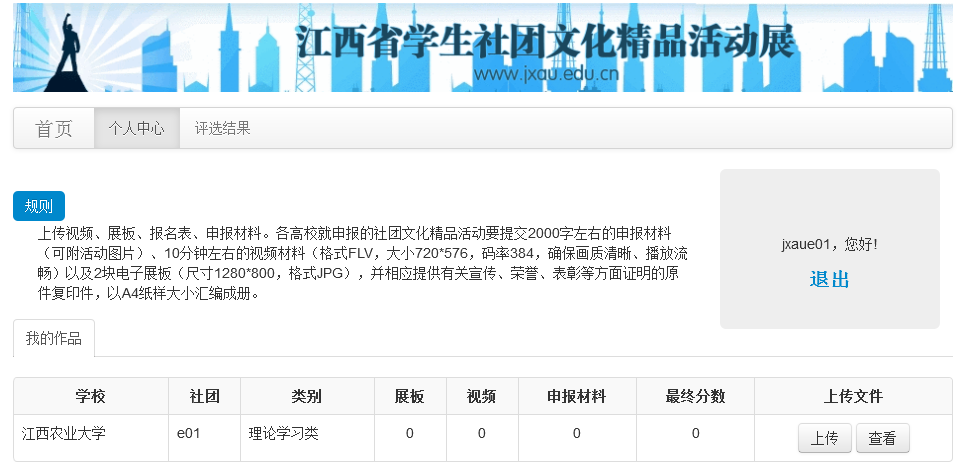 江西省学生社团文化精品活动展
www.jxau.edu.cn
首页 个人中心 评选结果
规则
上传视频、展板、报名表、申报材料。各高校就申报的社团文化精品活动要提交2000字左右的申报材料
（可附活动图片）、10分钟左右的视频材料（格式FLV，大小720*576，码率384，确保画质清晰、播放流
畅）以及2块电子展板（尺寸1280*800，格式JPG），并相应提供有关宣传、荣誉、表彰等方面证明的原
件复印件，以A4纸样大小汇编成册。
jxaue01，您好!
退出
我的作品
学校 社团 类别 展板 视频 申报材料 最终分数 上传文件
江西农业大学 e01 理论学习类 0 0 0 0 上传 查看